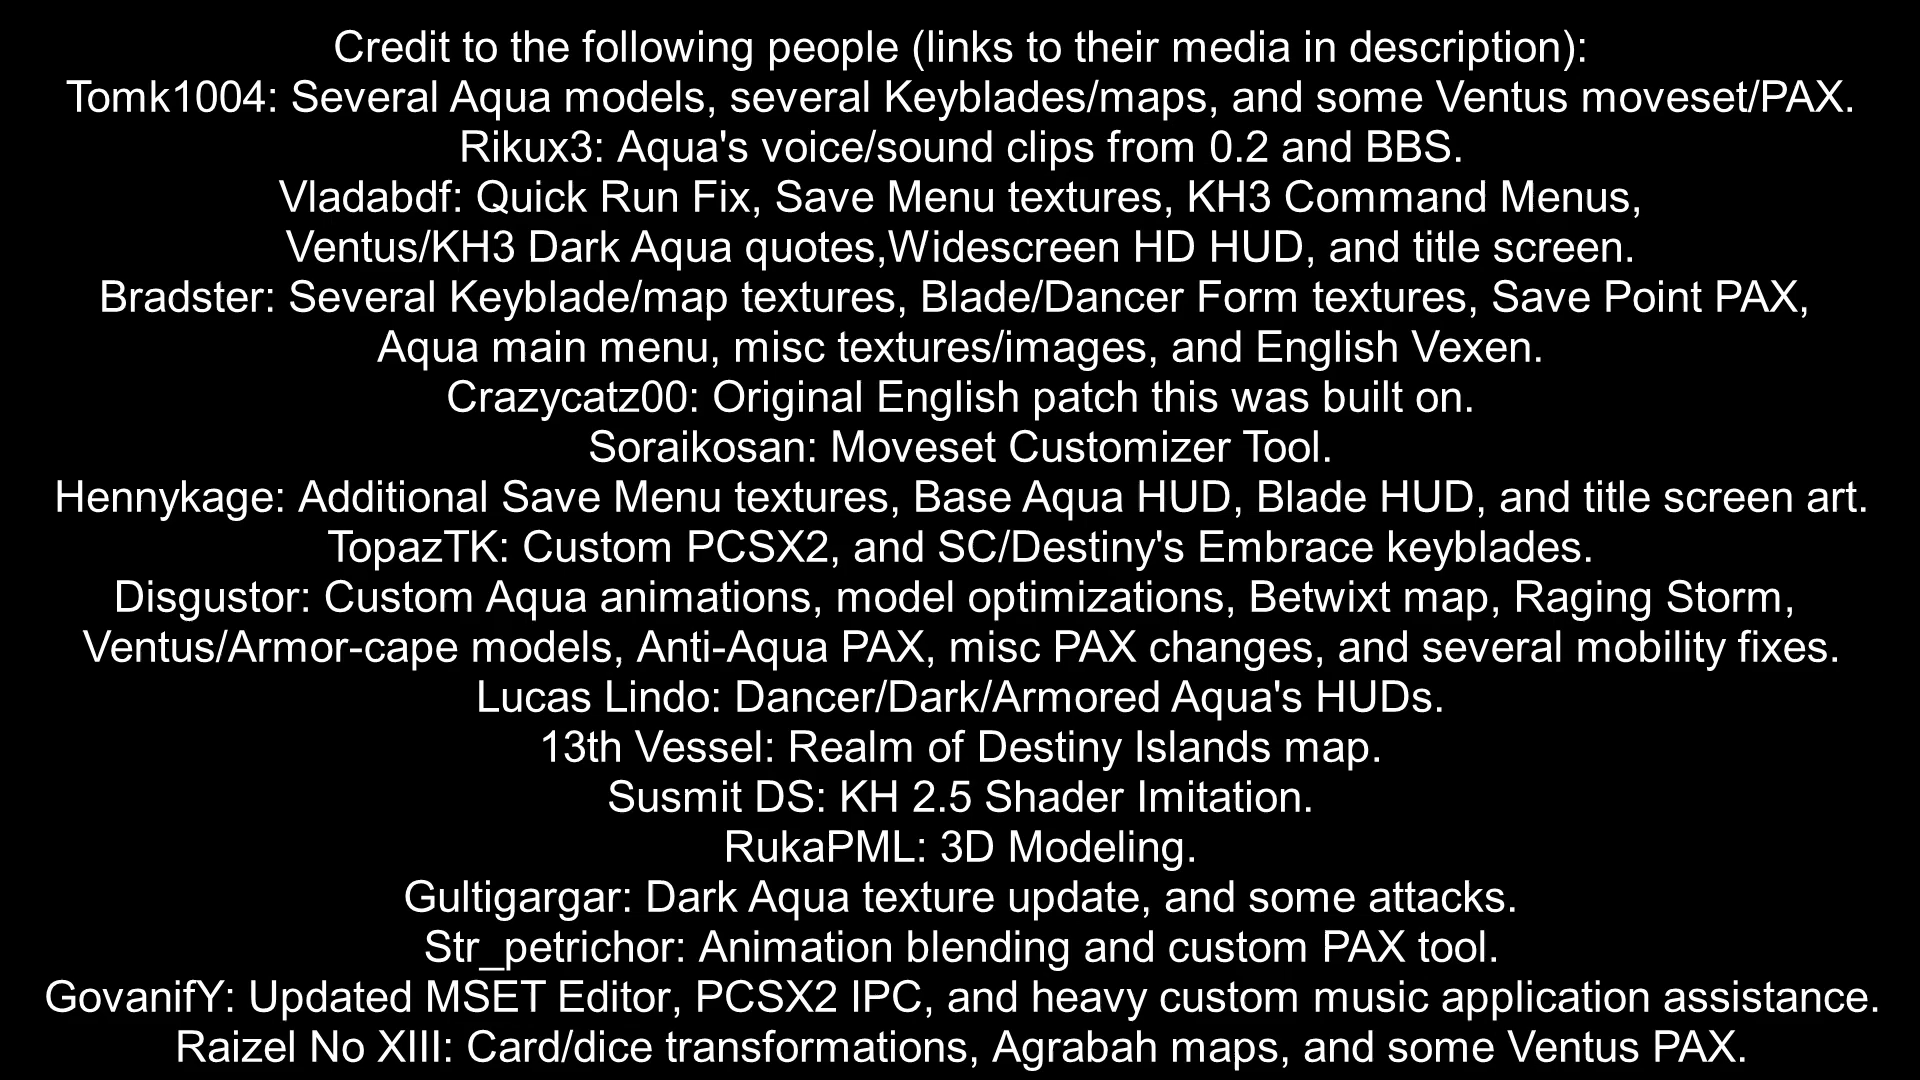 Credit to the following people (links to their media in description):
Tomk1004: Several Aqua models, several Keyblades/maps, and some Ventus moveset/PAX.
Rikux3: Aqua's voice/sound clips from 0.2 and BBS.
Vladabdf: Quick Run Fix, Save Menu textures, KH3 Command Menus,
Ventus/KH3 Dark Aqua quotes,Widescreen HD HUD, and title screen.
Bradster: Several Keyblade/map textures, Blade/Dancer Form textures, Save Point PAX,
Aqua main menu, misc textures/images, and English Vexen.
Crazycatz00: Original English patch this was built on.
Soraikosan: Moveset Customizer Tool.
Hennykage: Additional Save Menu textures, Base Aqua HUD, Blade HUD, and title screen art.
TopazTK: Custom PCSX2, and SC/Destiny's Embrace keyblades.
Disgustor: Custom Aqua animations, model optimizations, Betwixt map, Raging Storm,
Ventus/Armor-cape models, Anti-Aqua PAX, misc PAX changes, and several mobility fixes.
Lucas Lindo: Dancer/Dark/Armored Aqua's HUDs.
13th Vessel: Realm of Destiny Islands map.
Susmit DS: KH 2.5 Shader Imitation.
RukaPML: 3D Modeling.
Gultigargar: Dark Aqua texture update, and some attacks.
Str_petrichor: Animation blending and custom PAX tool.
GovanifY: Updated MSET Editor, PCSX2 IPC, and heavy custom music application assistance.
Raizel No XIII: Card/dice transformations, Agrabah maps, and some Ventus PAX.